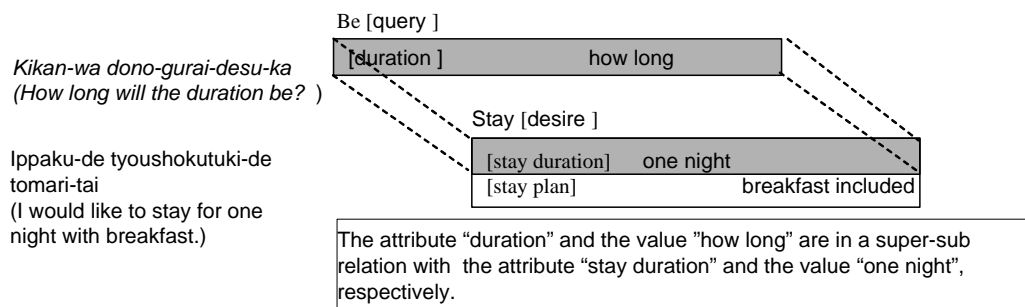 Be [query ]
[duration ] how long
Kikan-wa dono-gurai-desu-ka
(How long will the duration be? )
Stay [desire ]
Ippaku-de tyoushokutuki-de
tomari-tai
(I would like to stay for one
night with breakfast.)
[stay duration] one night
[stay plan] breakfast included
The attribute “duration” and the value ”how long” are in a super-sub
relation with the attribute “stay duration” and the value “one night”,
respectively.